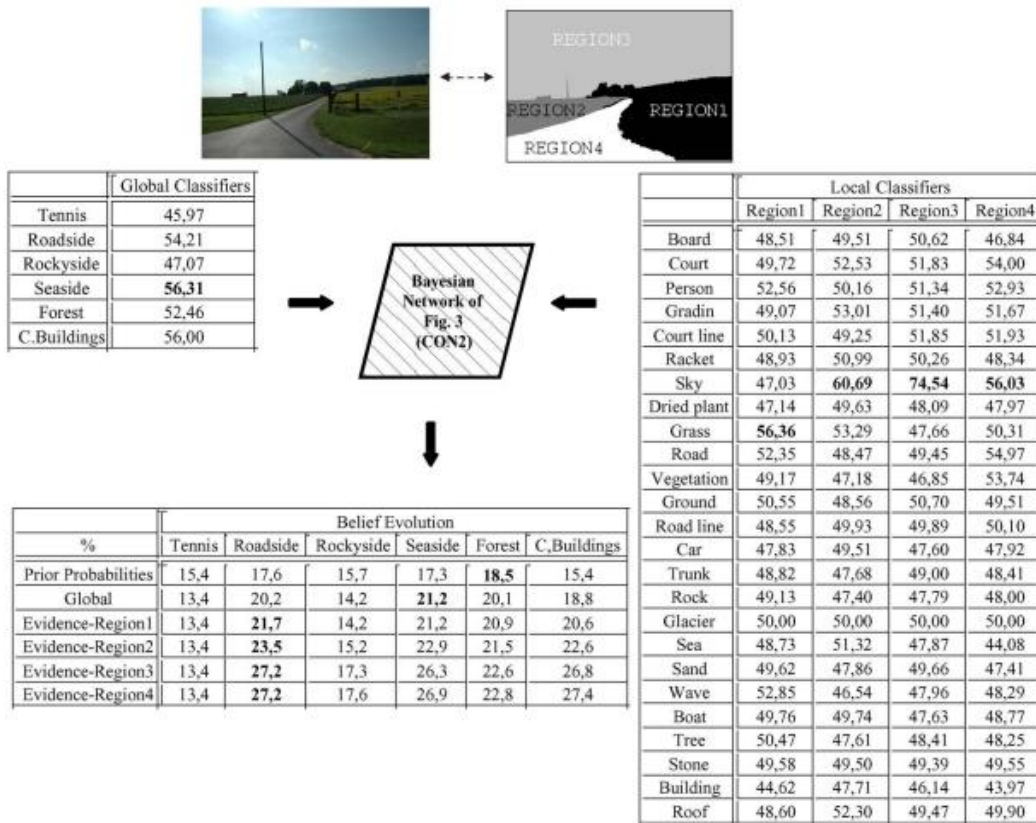 REGION3
REGION2
REGION1
REGION4
Global Classifiers
Tennis 45,97
Roadside 54,21
Rockyside 47,07
Seaside 56,31
Forest 52,46
C.Buildings 56,00
Bayesian
Network of
Fig. 3
(CON2)
Local Classifiers
Region1 Region2 Region3 Region4
Board 48,51 49,51 50,62 46,84
Court 49,72 52,53 51,83 54,00
Person 52,56 50,16 51,34 52,93
Gradin 49,07 53,01 51,40 51,67
Court line 50,13 49,25 51,85 51,93
Racket 48,93 50,99 50,26 48,34
Sky 47,03 60,69 74,54 56,03
Dried plant 47,14 49,63 48,09 47,97
Grass 56,36 53,29 47,66 50,31
Road 52,35 48,47 49,45 54,97
Vegetation 49,17 47,18 46,85 53,74
Ground 50,55 48,56 50,70 49,51
Road line 48,55 49,93 49,89 50,10
Car 47,83 49,51 47,60 47,92
Trunk 48,82 47,68 49,00 48,41
Rock 49,13 47,40 47,79 48,00
Glacier 50,00 50,00 50,00 50,00
Sea 48,73 51,32 47,87 44,08
Sand 49,62 47,86 49,66 47,41
Wave 52,85 46,54 47,96 48,29
Boat 49,76 49,74 47,63 48,77
Tree 50,47 47,61 48,41 48,25
Stone 49,58 49,50 49,39 49,55
Building 44,62 47,71 46,14 43,97
Roof 48,60 52,30 49,47 49,90
Belief Evolution
% Tennis Roadside Rockyside Seaside Forest C,Buildings
Prior Probabilities 15,4 17,6 15,7 17,3 18,5 15,4
Global 13,4 20,2 14,2 21,2 20,1 18,8
Evidence-Region1 13,4 21,7 14,2 21,2 20,9 20,6
Evidence-Region2 13,4 23,5 15,2 22,9 21,5 22,6
Evidence-Region3 13,4 27,2 17,3 26,3 22,6 26,8
Evidence-Region4 13,4 27,2 17,6 26,9 22,8 27,4